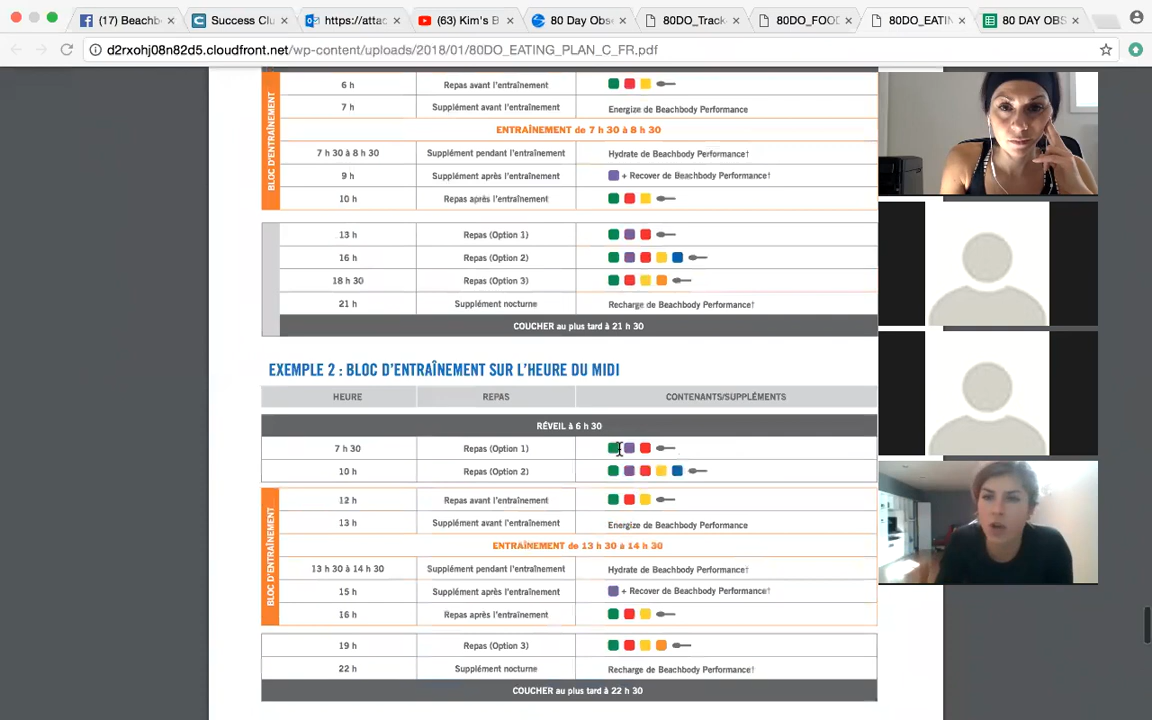 (17) Beachb
Success Clu
https://attac
(63) Kim's B
80 Day Obse
80DO_Track
80DO_FOO
80DO_EATIN
80 DAY OBS
d2rxohj08n82d5.cloudfront.net/wp-content/uploads/2018/01/80DO_EATING_PLAN_C_FR.pdf
BLOC D'ENTRAÎNEMENT
6 h Repas avant l'entraînement
7 h Supplément avant l'entraînement Energize de Beachbody Performance
ENTRAÎNEMENT de 7 h 30 à 8 h 30
7 h 30 à 8 h 30 Supplément pendant l'entraînement Hydrate de Beachbody Performance†
9 h Supplément après l'entraînement + Recover de Beachbody Performance†
10 h Repas après l'entraînement
13 h Repas (Option 1)
16 h Repas (Option 2)
18 h 30 Repas (Option 3)
21 h Supplément nocturne Recharge de Beachbody Performance†
COUCHER au plus tard à 21 h 30
EXEMPLE 2 : BLOC D'ENTRAÎNEMENT SUR L'HEURE DU MIDI
HEURE REPAS CONTENANTS/SUPPLÉMENTS
RÉVEIL à 6 h 30
7 h 30 Repas (Option 1)
10 h Repas (Option 2)
BLOC D'ENTRAÎNEMENT
12 h Repas avant l'entraînement
13 h Supplément avant l'entraînement Energize de Beachbody Performance
ENTRAÎNEMENT de 13 h 30 à 14 h 30
13 h 30 à 14 h 30 Supplément pendant l'entraînement Hydrate de Beachbody Performance†
15 h Supplément après l'entraînement + Recover de Beachbody Performance†
16 h Repas après l'entraînement
19 h Repas (Option 3)
22 h Supplément nocturne Recharge de Beachbody Performance†
COUCHER au plus tard à 22 h 30